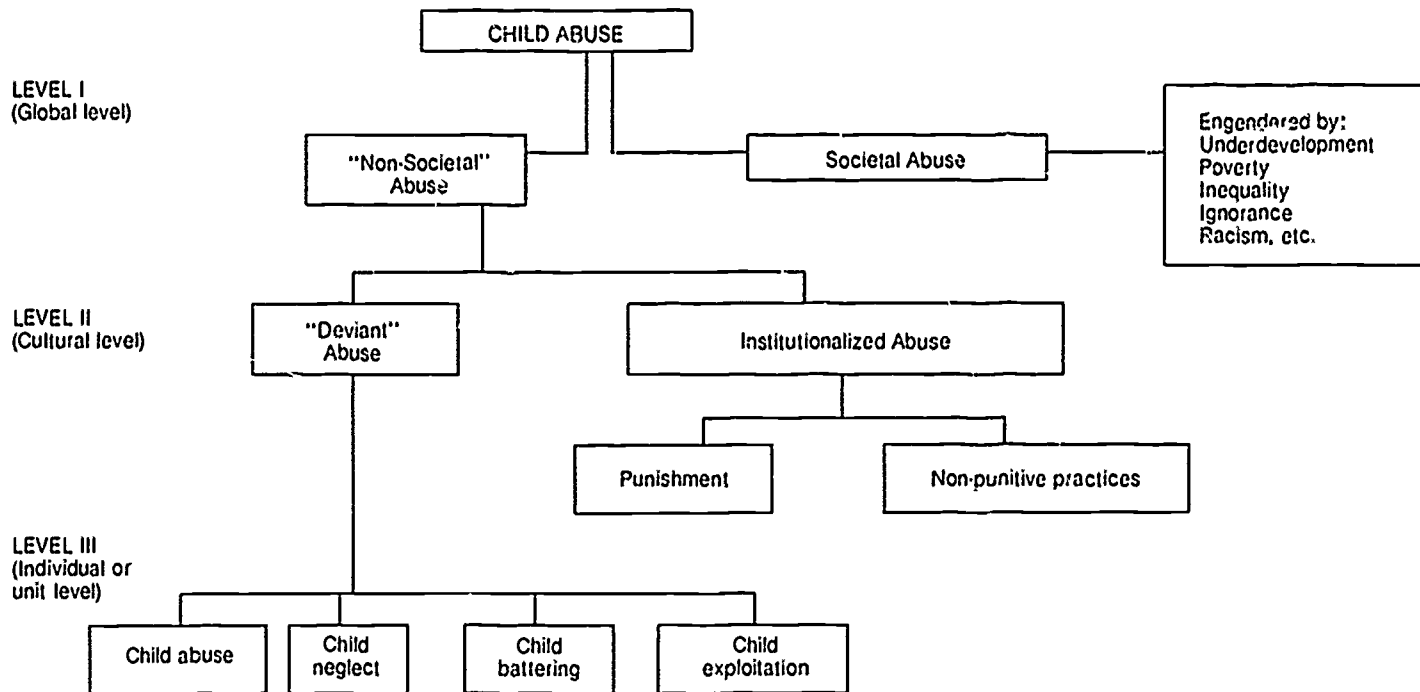 CHILD ABUSE
LEVEL I
(Global level)
"Non-Societal"
Abuse
Societal Abuse
Engendered by:
Underdevelopment
Poverty
Inequality
Ignorance
Racism, etc.
LEVEL II
(Cultural level)
"Deviant"
Abuse
Institutionalized Abuse
Punishment
Non-punitive practices
LEVEL III
(Individual or
unit level)
Child abuse
Child
neglect
Child
battering
Child
exploitation